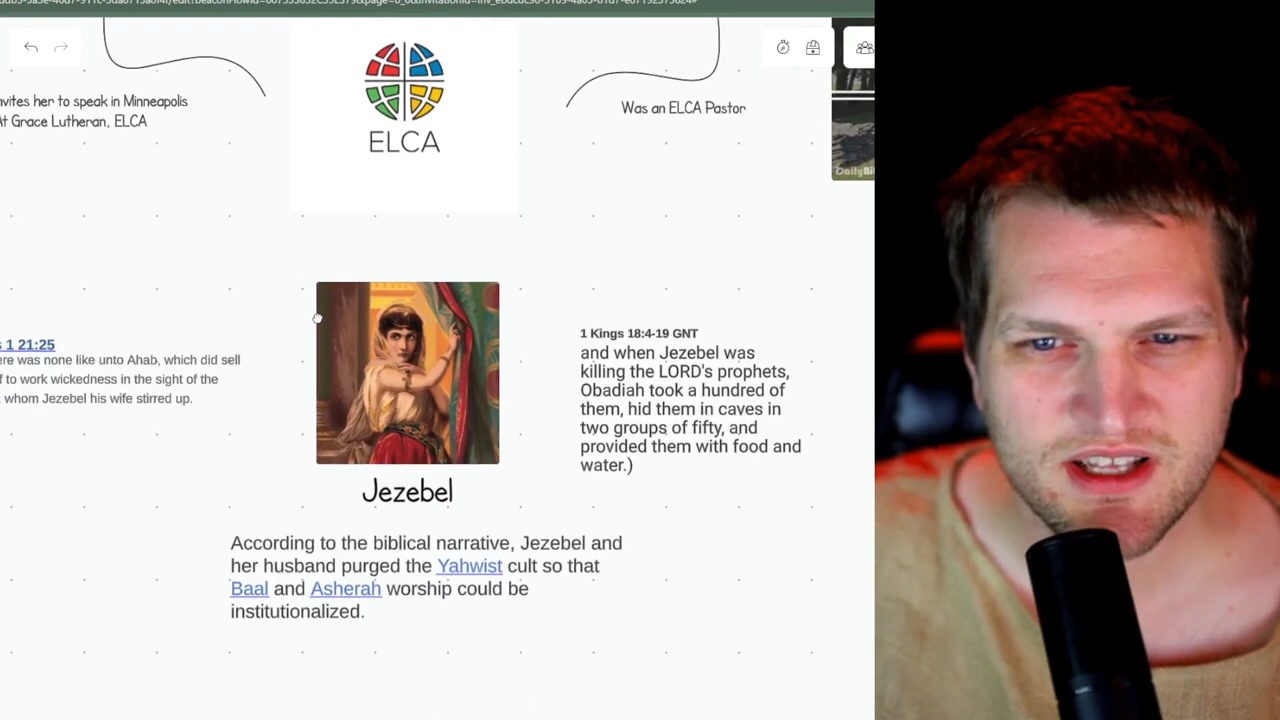 nvites her to speak in Minneapolis
At Grace Lutheran, ELCA
ELCA
Was an ELCA Pastor
DailyBi
s 1 21:25
ere was none like unto Ahab, which did sell
f to work wickedness in the sight of the
, whom Jezebel his wife stirred up.
1 Kings 18:4-19 GNT
and when Jezebel was
killing the LORD's prophets,
Obadiah took a hundred of
them, hid them in caves in
two groups of fifty, and
provided them with food and
water.)
Jezebel
According to the biblical narrative, Jezebel and
her husband purged the Yahwist cult so that
Baal and Asherah worship could be
institutionalized.